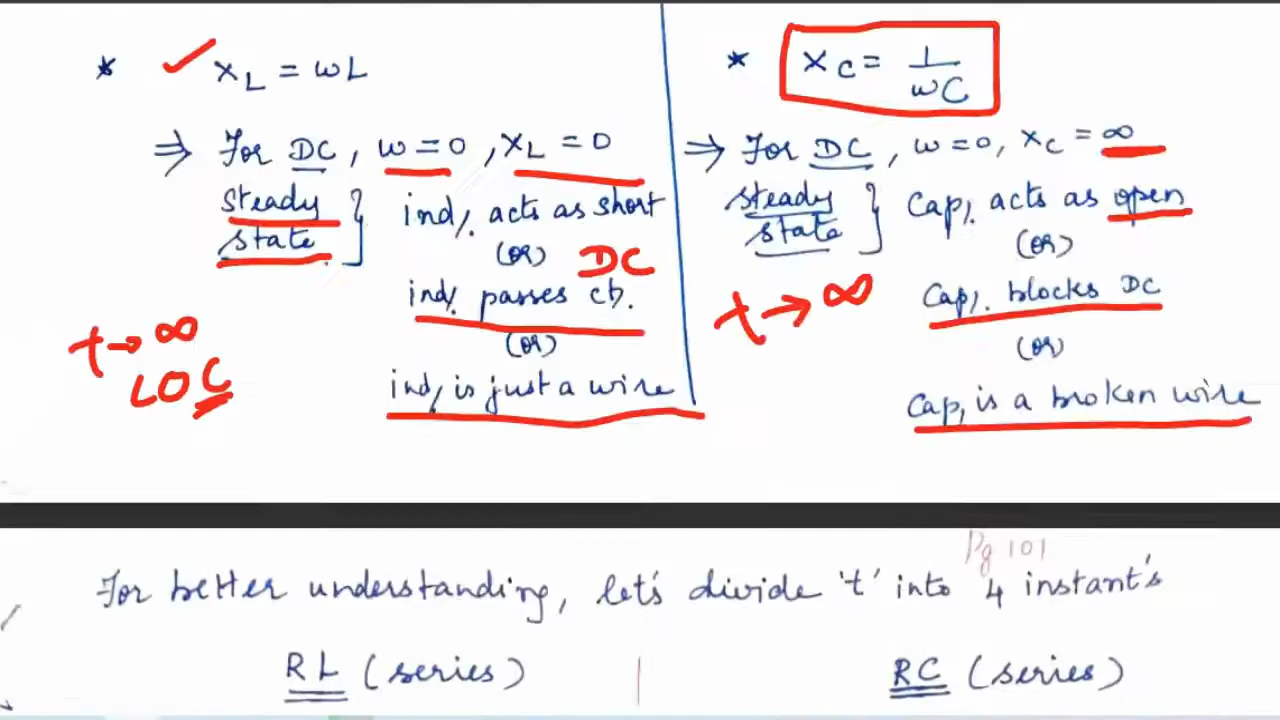 * ✓ X_L = ωL
⇒ For DC, ω=0, X_L = 0
steady state } ind/. acts as short
(or) DC
ind/. passes ct/.
(or)
t→∞
LOC
ind/ is just a wire
* X_C = 1/ωC
⇒ For DC, ω=0, X_C = ∞
steady state } Cap/. acts as open
(or)
t→∞
Cap/. blocks DC
(or)
Cap, is a broken wire
Pg 101
For better understanding, let's divide 't' into 4 instant's
RL (series)
RC (series)